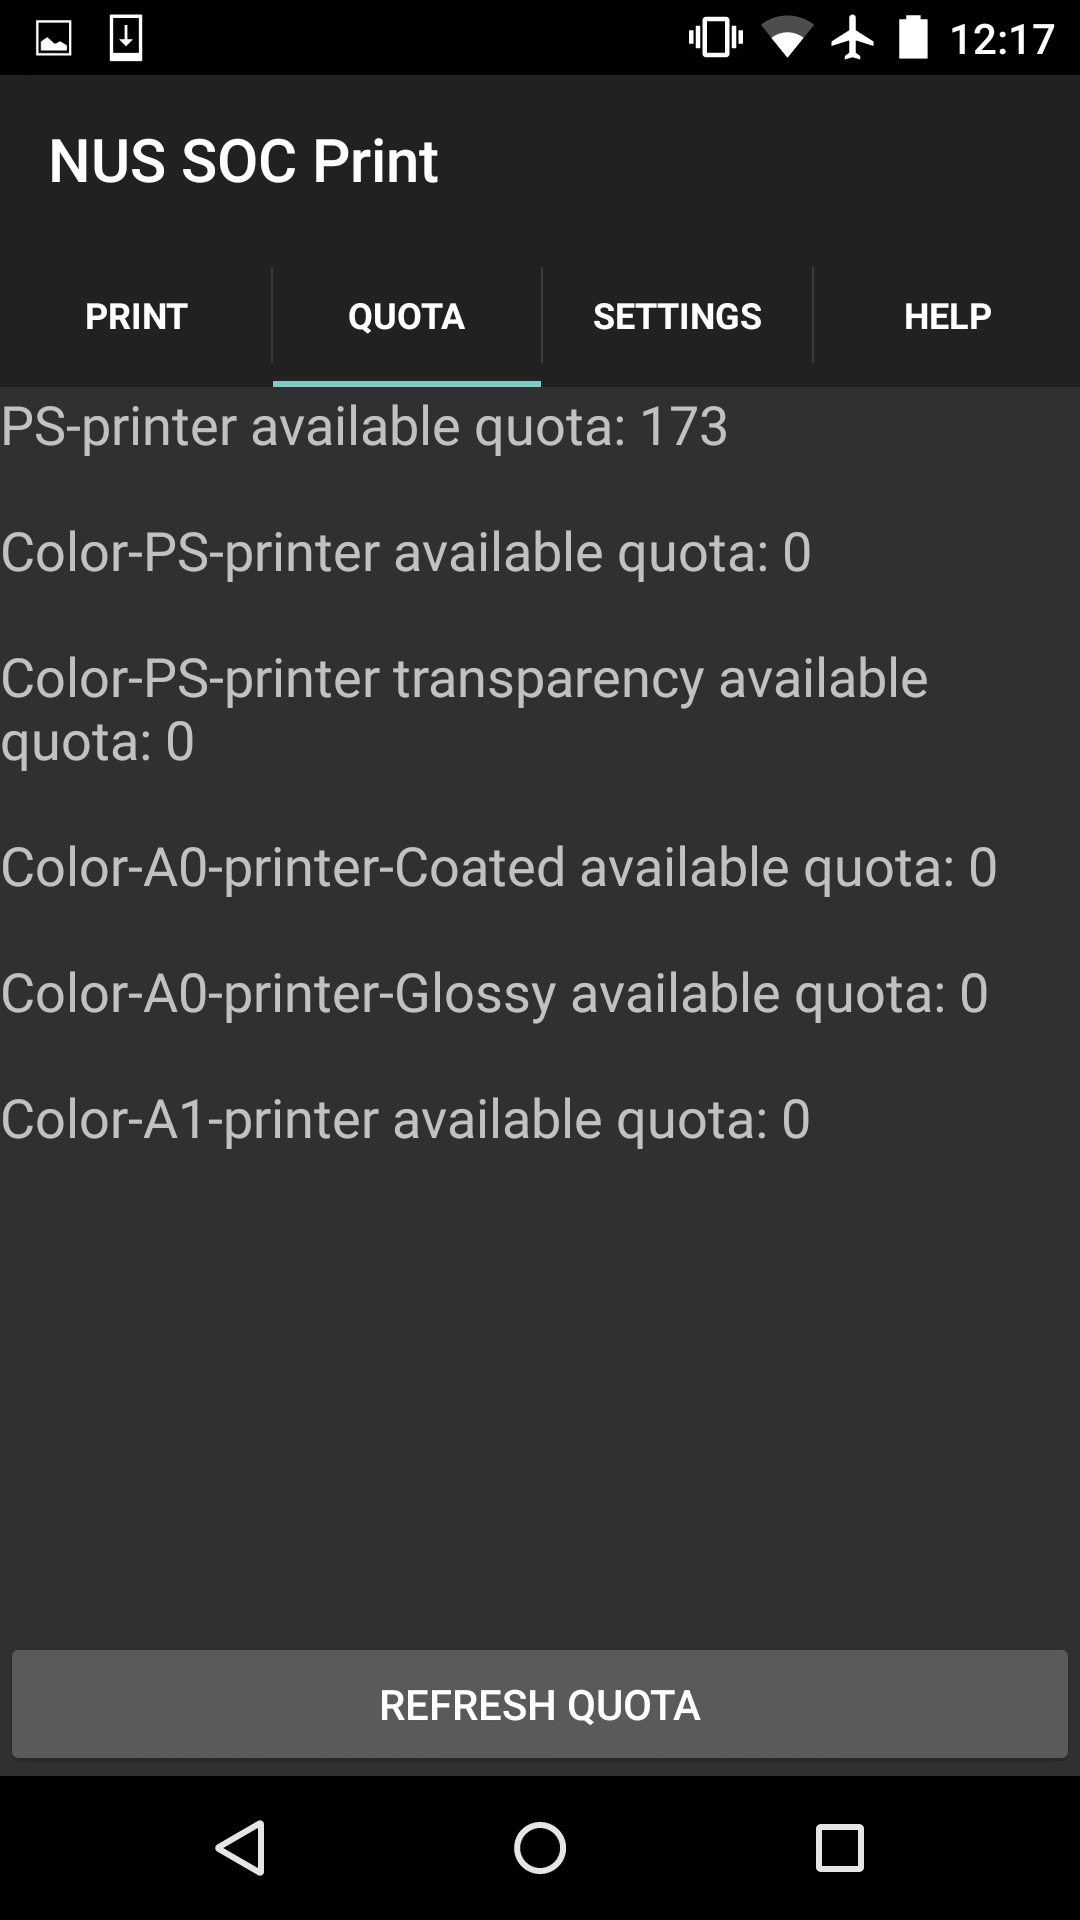 12:17
NUS SOC Print
PRINT
QUOTA
SETTINGS
HELP
PS-printer available quota: 173
Color-PS-printer available quota: 0
Color-PS-printer transparency available
quota: 0
Color-A0-printer-Coated available quota: 0
Color-A0-printer-Glossy available quota: 0
Color-A1-printer available quota: 0
REFRESH QUOTA